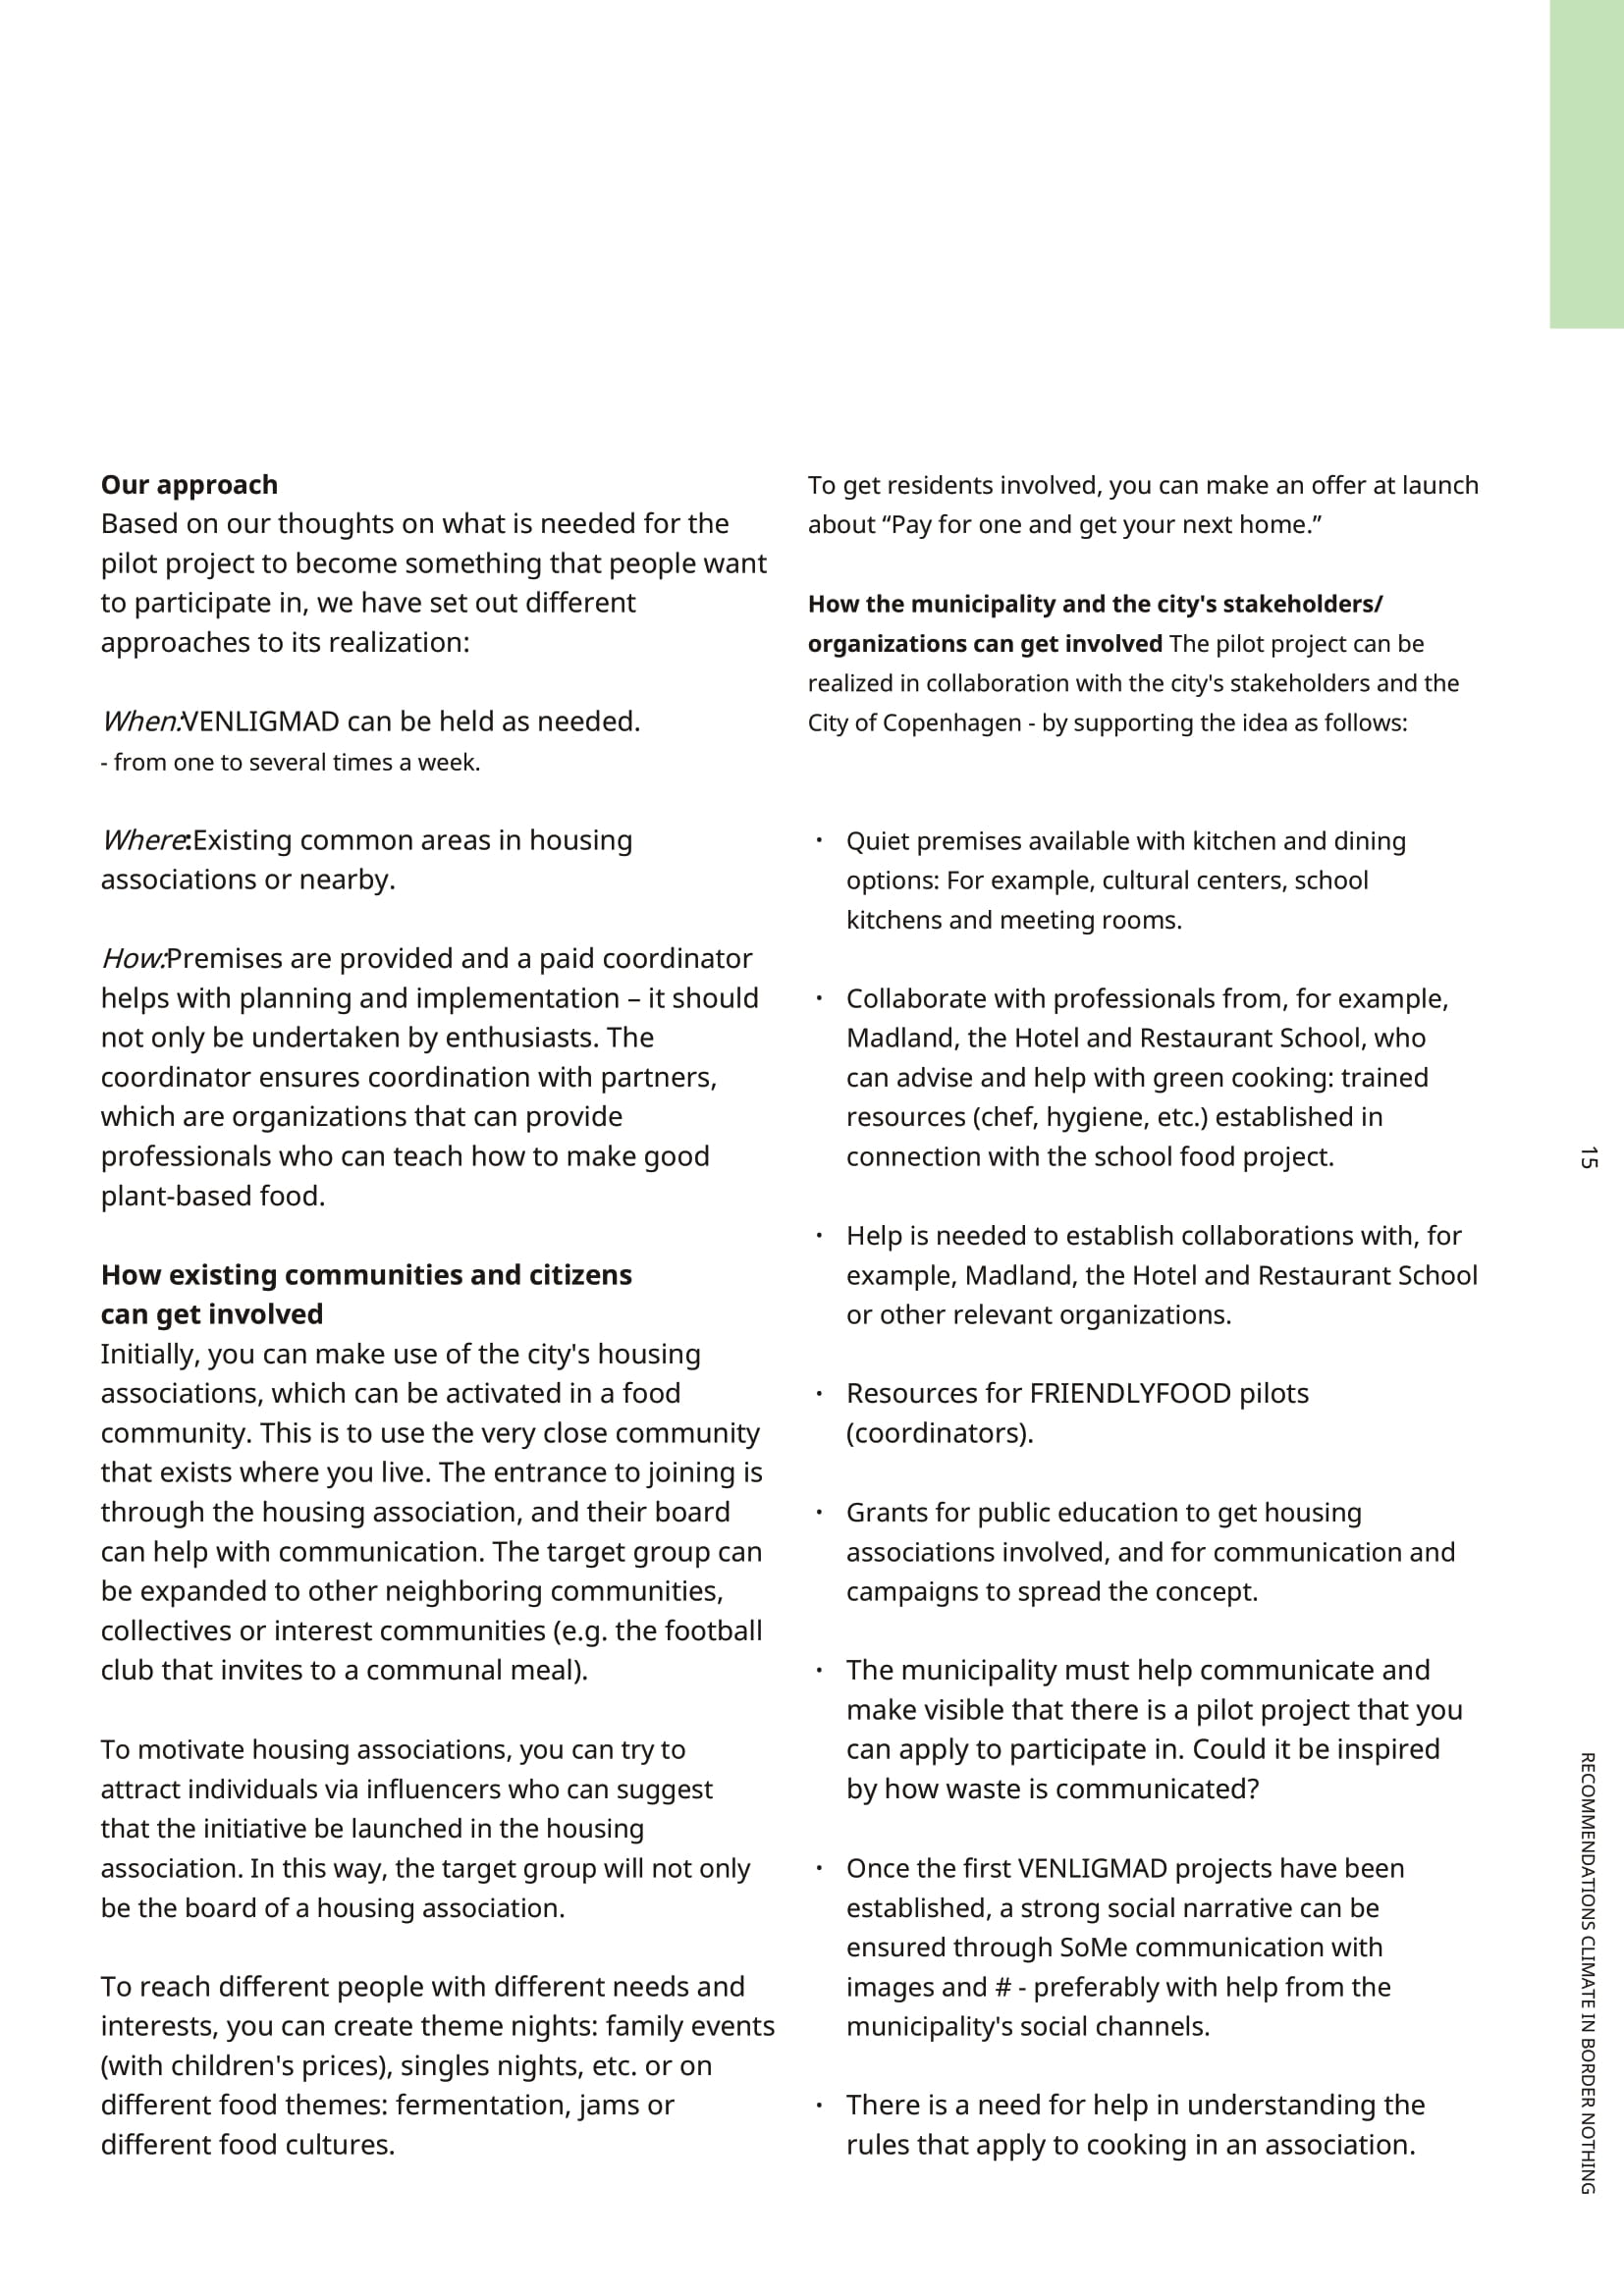 Our approach
Based on our thoughts on what is needed for the
pilot project to become something that people want
to participate in, we have set out different
approaches to its realization:
When:VENLIGMAD can be held as needed.
- from one to several times a week.
Where:Existing common areas in housing
associations or nearby.
How:Premises are provided and a paid coordinator
helps with planning and implementation – it should
not only be undertaken by enthusiasts. The
coordinator ensures coordination with partners,
which are organizations that can provide
professionals who can teach how to make good
plant-based food.
How existing communities and citizens
can get involved
Initially, you can make use of the city's housing
associations, which can be activated in a food
community. This is to use the very close community
that exists where you live. The entrance to joining is
through the housing association, and their board
can help with communication. The target group can
be expanded to other neighboring communities,
collectives or interest communities (e.g. the football
club that invites to a communal meal).
To motivate housing associations, you can try to
attract individuals via influencers who can suggest
that the initiative be launched in the housing
association. In this way, the target group will not only
be the board of a housing association.
To reach different people with different needs and
interests, you can create theme nights: family events
(with children's prices), singles nights, etc. or on
different food themes: fermentation, jams or
different food cultures.
To get residents involved, you can make an offer at launch
about “Pay for one and get your next home.”
How the municipality and the city's stakeholders/
organizations can get involved The pilot project can be
realized in collaboration with the city's stakeholders and the
City of Copenhagen - by supporting the idea as follows:
· Quiet premises available with kitchen and dining
options: For example, cultural centers, school
kitchens and meeting rooms.
· Collaborate with professionals from, for example,
Madland, the Hotel and Restaurant School, who
can advise and help with green cooking: trained
resources (chef, hygiene, etc.) established in
connection with the school food project.
· Help is needed to establish collaborations with, for
example, Madland, the Hotel and Restaurant School
or other relevant organizations.
· Resources for FRIENDLYFOOD pilots
(coordinators).
· Grants for public education to get housing
associations involved, and for communication and
campaigns to spread the concept.
· The municipality must help communicate and
make visible that there is a pilot project that you
can apply to participate in. Could it be inspired
by how waste is communicated?
· Once the first VENLIGMAD projects have been
established, a strong social narrative can be
ensured through SoMe communication with
images and # - preferably with help from the
municipality's social channels.
· There is a need for help in understanding the
rules that apply to cooking in an association.
15
RECOMMENDATIONS CLIMATE IN BORDER NOTHING